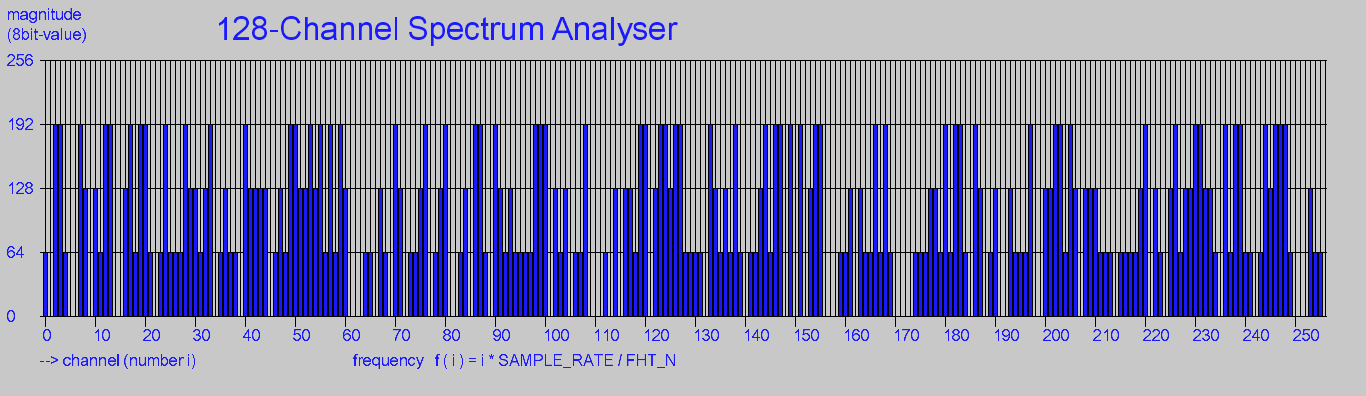 magnitude
(8bit-value)
128-Channel Spectrum Analyser
256
192
128
64
0
0 10 20 30 40 50 60 70 80 90 100 110 120 130 140 150 160 170 180 190 200 210 220 230 240 250
--> channel (number i) frequency f ( i ) = i * SAMPLE_RATE / FHT_N